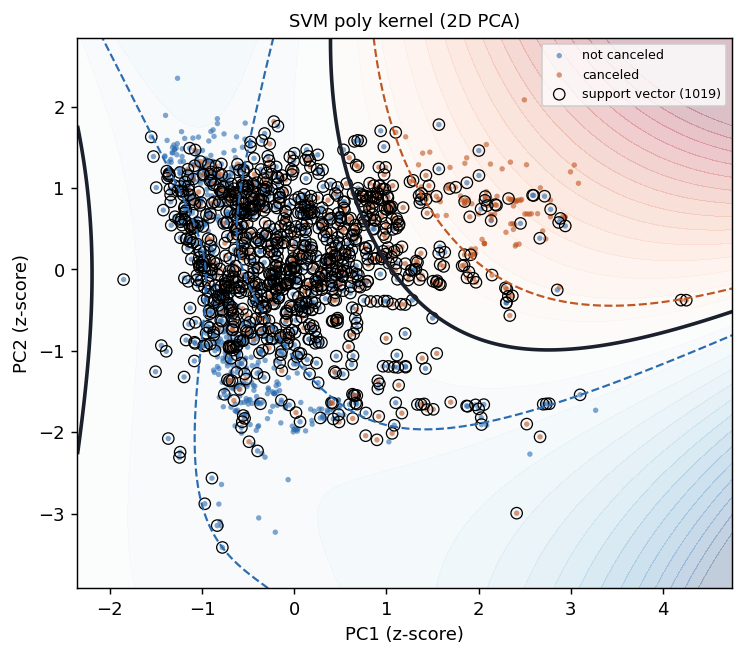 SVM poly kernel (2D PCA)
not canceled
canceled
support vector (1019)
PC2 (z-score)
2
1
0
−1
−2
−3
−2
−1
0
1
2
3
4
PC1 (z-score)